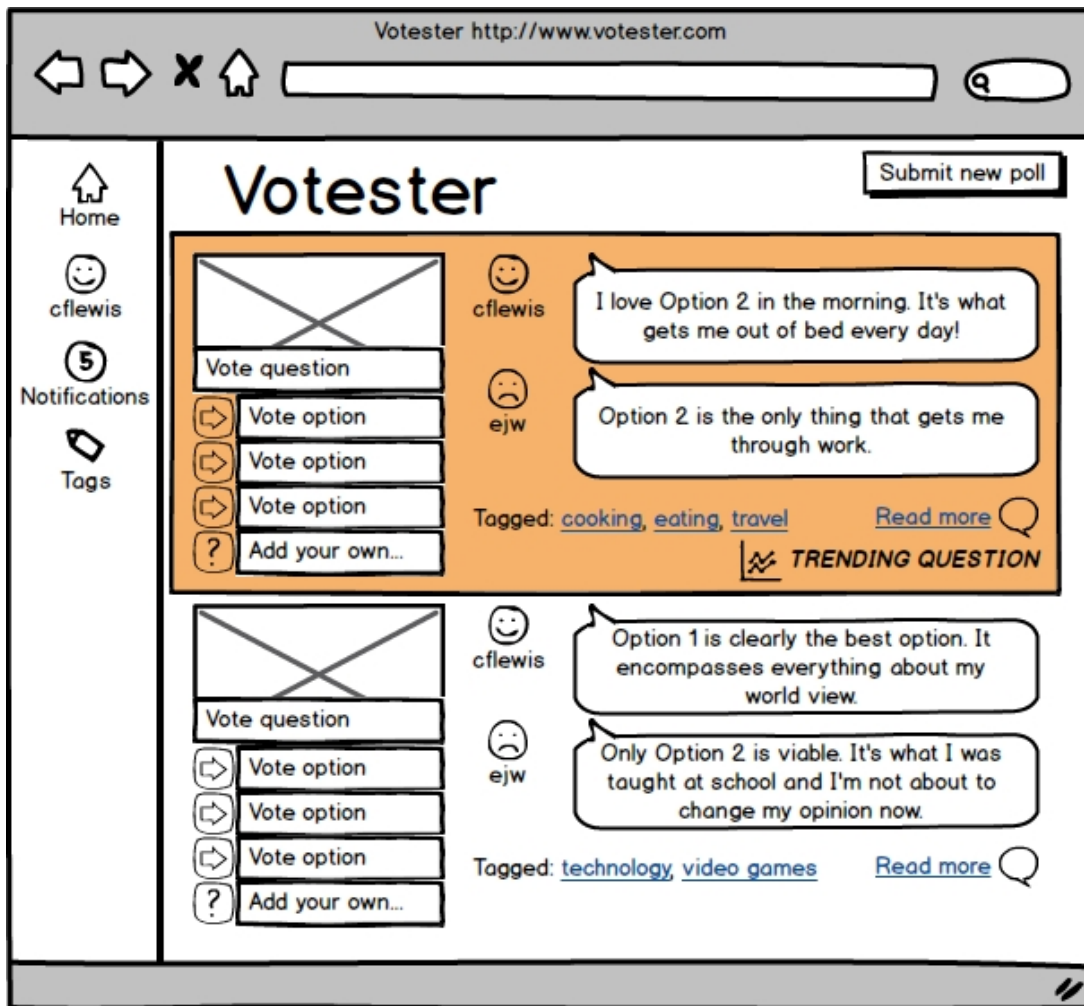 Votester http://www.votester.com
Home
cflewis
5
Notifications
Tags
Votester
Submit new poll
Vote question
Vote option
Vote option
Vote option
?
Add your own...
cflewis
I love Option 2 in the morning. It's what
gets me out of bed every day!
ejw
Option 2 is the only thing that gets me
through work.
Tagged: cooking, eating, travel
Read more
TRENDING QUESTION
Vote question
Vote option
Vote option
Vote option
?
Add your own...
cflewis
Option 1 is clearly the best option. It
encompasses everything about my
world view.
ejw
Only Option 2 is viable. It's what I was
taught at school and I'm not about to
change my opinion now.
Tagged: technology, video games
Read more